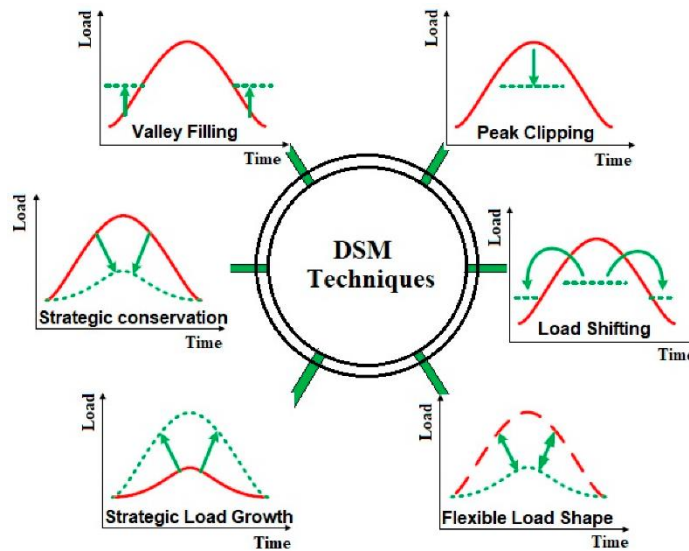 Load
Valley Filling
Time
Load
Peak Clipping
Time
Load
Strategic conservation
Time
DSM
Techniques
Load
Load Shifting
Time
Load
Strategic Load Growth
Time
Load
Flexible Load Shape
Time